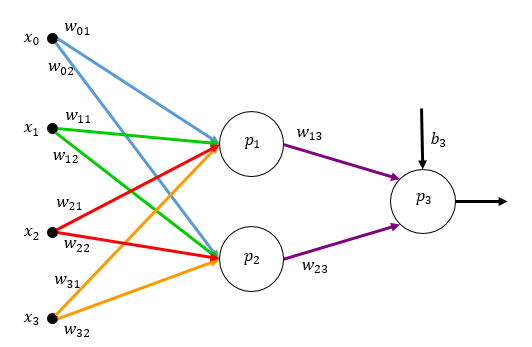 x₀
w₀₁
w₀₂
x₁
w₁₁
w₁₂
p₁
w₁₃
b₃
p₃
x₂
w₂₁
w₂₂
p₂
w₂₃
w₃₁
x₃
w₃₂